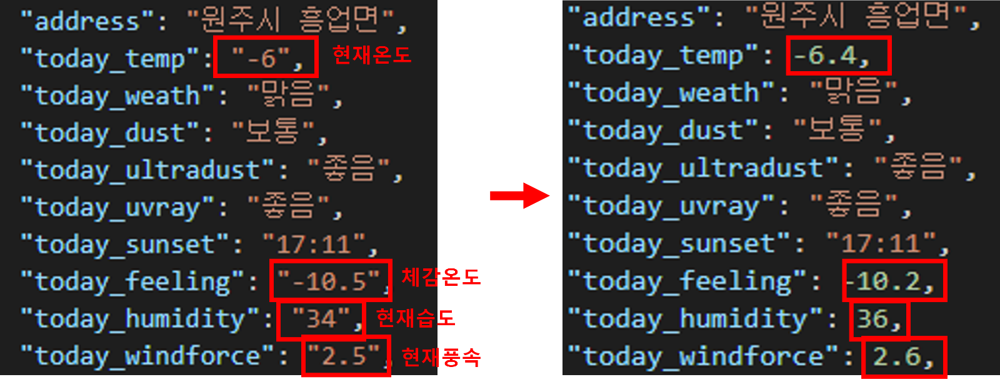 "address": "원주시 흥업면",
"today_temp": "-6", 현재온도
"today_weath": "맑음",
"today_dust": "보통",
"today_ultradust": "좋음",
"today_uvray": "좋음",
"today_sunset": "17:11",
"today_feeling": "-10.5", 체감온도
"today_humidity": "34", 현재습도
"today_windforce": "2.5", 현재풍속
"address": "원주시 흥업면",
"today_temp": -6.4,
"today_weath": "맑음",
"today_dust": "보통",
"today_ultradust": "좋음",
"today_uvray": "좋음",
"today_sunset": "17:11",
"today_feeling": -10.2,
"today_humidity": 36,
"today_windforce": 2.6,